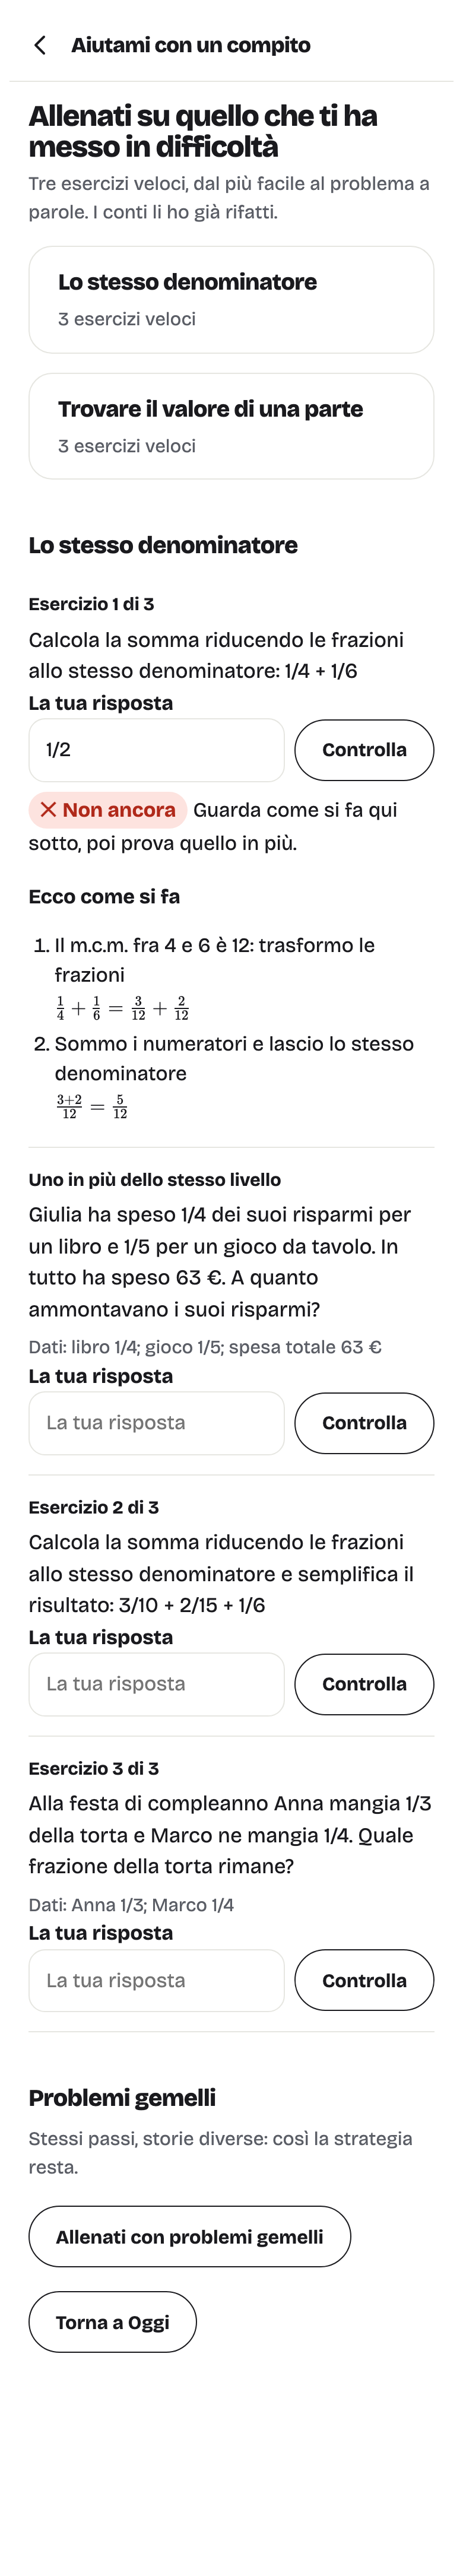 Aiutami con un compito
Allenati su quello che ti ha
messo in difficoltà
Tre esercizi veloci, dal più facile al problema a
parole. I conti li ho già rifatti.
Lo stesso denominatore
3 esercizi veloci
Trovare il valore di una parte
3 esercizi veloci
Lo stesso denominatore
Esercizio 1 di 3
Calcola la somma riducendo le frazioni
allo stesso denominatore: 1/4 + 1/6
La tua risposta
1/2
Controlla
Non ancora Guarda come si fa qui
sotto, poi prova quello in più.
Ecco come si fa
1. Il m.c.m. fra 4 e 6 è 12: trasformo le
frazioni
1/4 + 1/6 = 3/12 + 2/12
2. Sommo i numeratori e lascio lo stesso
denominatore
3+2/12 = 5/12
Uno in più dello stesso livello
Giulia ha speso 1/4 dei suoi risparmi per
un libro e 1/5 per un gioco da tavolo. In
tutto ha speso 63 €. A quanto
ammontavano i suoi risparmi?
Dati: libro 1/4; gioco 1/5; spesa totale 63 €
La tua risposta
La tua risposta
Controlla
Esercizio 2 di 3
Calcola la somma riducendo le frazioni
allo stesso denominatore e semplifica il
risultato: 3/10 + 2/15 + 1/6
La tua risposta
La tua risposta
Controlla
Esercizio 3 di 3
Alla festa di compleanno Anna mangia 1/3
della torta e Marco ne mangia 1/4. Quale
frazione della torta rimane?
Dati: Anna 1/3; Marco 1/4
La tua risposta
La tua risposta
Controlla
Problemi gemelli
Stessi passi, storie diverse: così la strategia
resta.
Allenati con problemi gemelli
Torna a Oggi